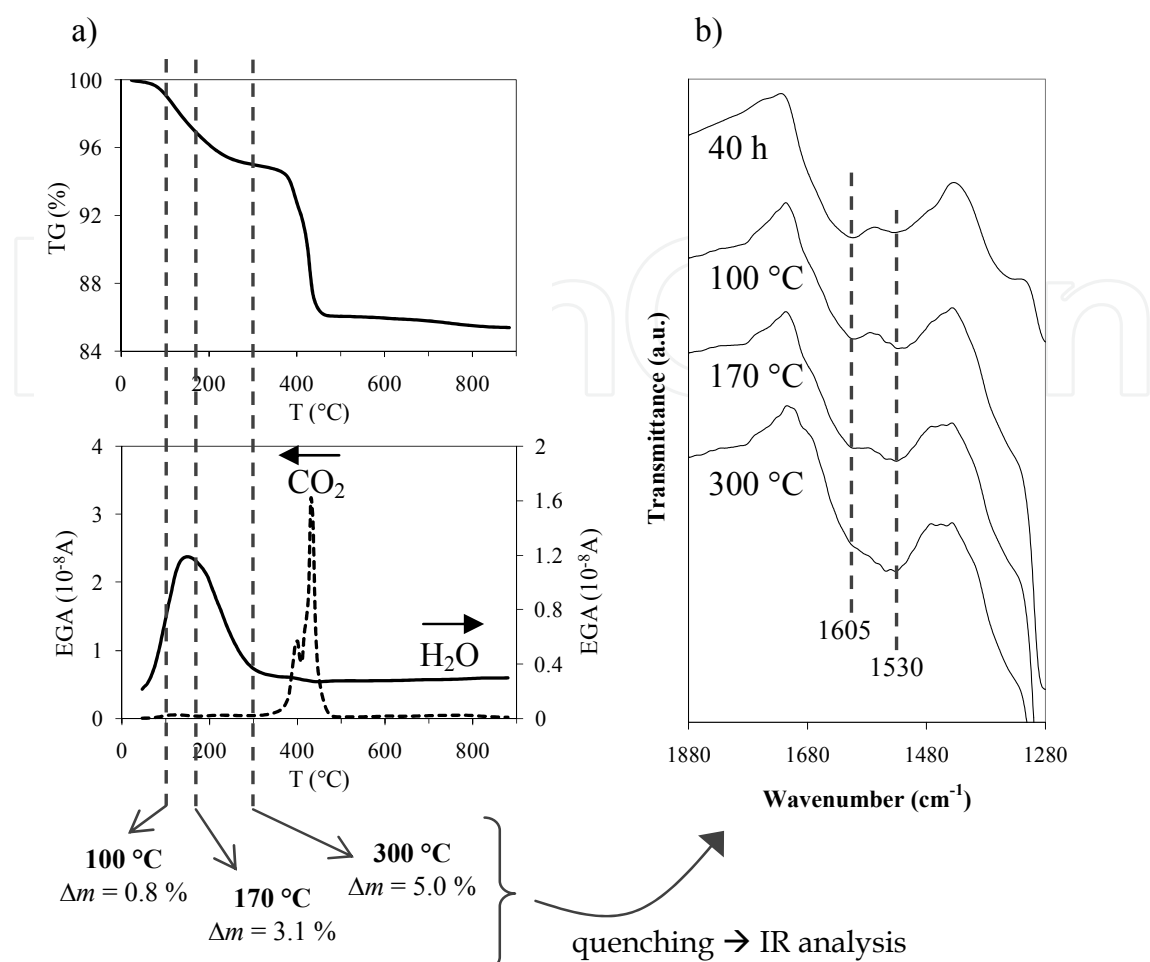 a)
100
96
92
88
84
TG (%)
0
200
400
600
800
T (°C)
4
3
2
1
0
EGA (10⁻⁸A)
2
1.6
1.2
0.8
0.4
0
EGA (10⁻⁸A)
CO₂
H₂O
0
200
400
600
800
T (°C)
100 °C
Δm = 0.8 %
170 °C
Δm = 3.1 %
300 °C
Δm = 5.0 %
quenching → IR analysis
b)
40 h
100 °C
170 °C
300 °C
1605
1530
Transmittance (a.u.)
1880
1680
1480
1280
Wavenumber (cm⁻¹)